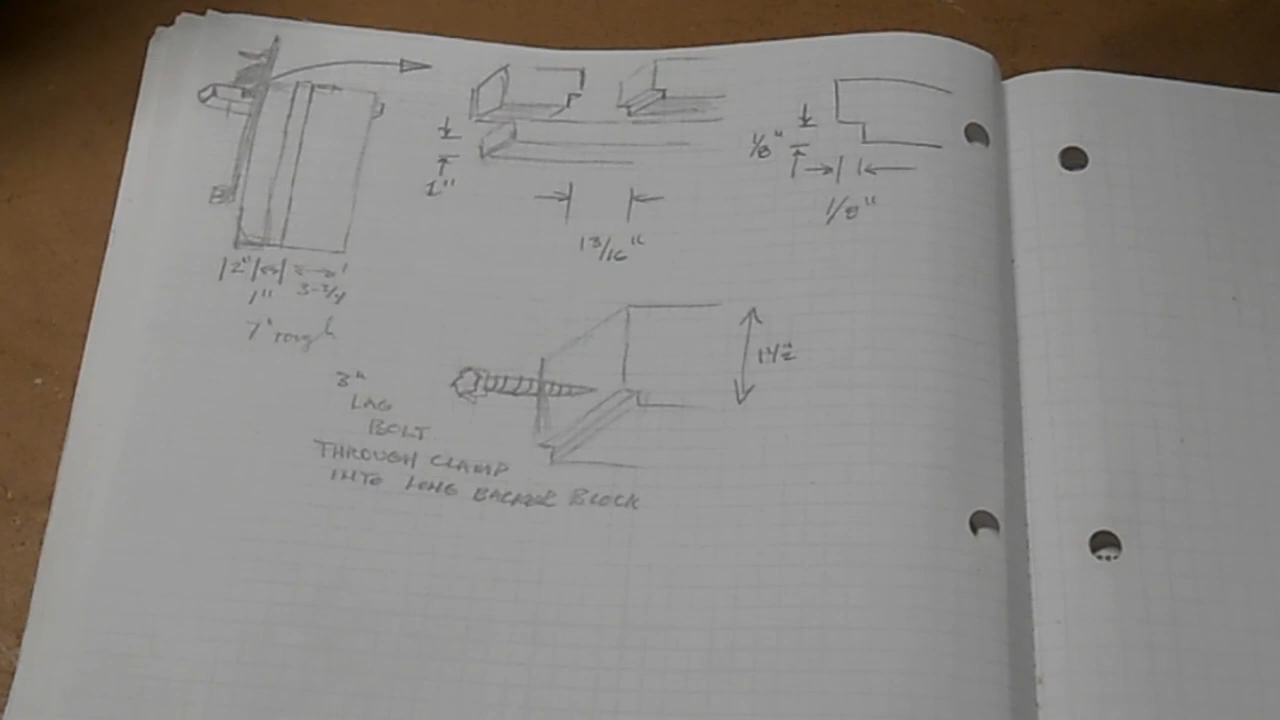 1"
1/8"
1/8"
13/16"
2"
1"
3-3/4
7" rough
1 1/2"
3"
LAG
BOLT
THROUGH CLAMP
INTO LONG BACKER BLOCK